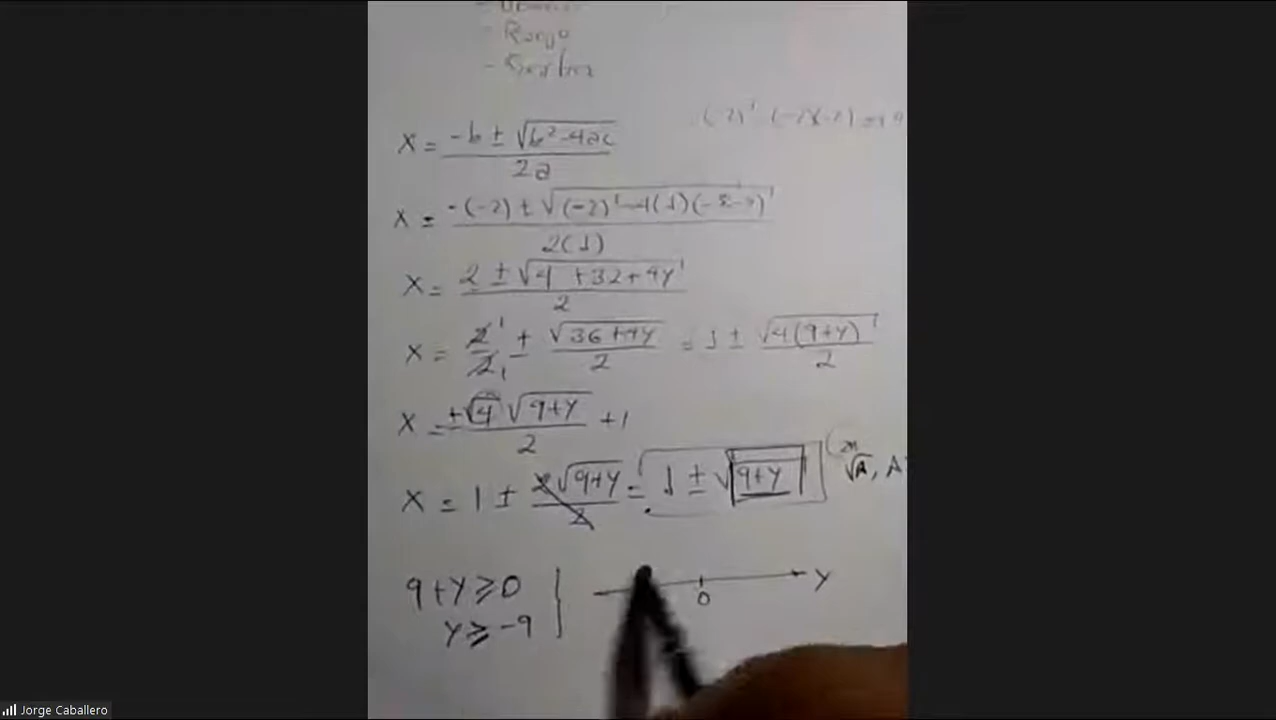 - Rango
x = -b ± √b²-4ac / 2a
x = -(-2) ± √(-2)² -4(1)(-8-y) / 2(1)
x = 2 ± √4 +32+4y / 2
x = 2/2 ± √36+4y / 2 = 1 ± √4(9+y) / 2
x = ±√4 √9+y / 2 +1
x = 1 ± 2√9+y / 2 = 1 ± √9+y
²ⁿ√A, A
9+y ≥ 0
y ≥ -9
0 y
Jorge Caballero